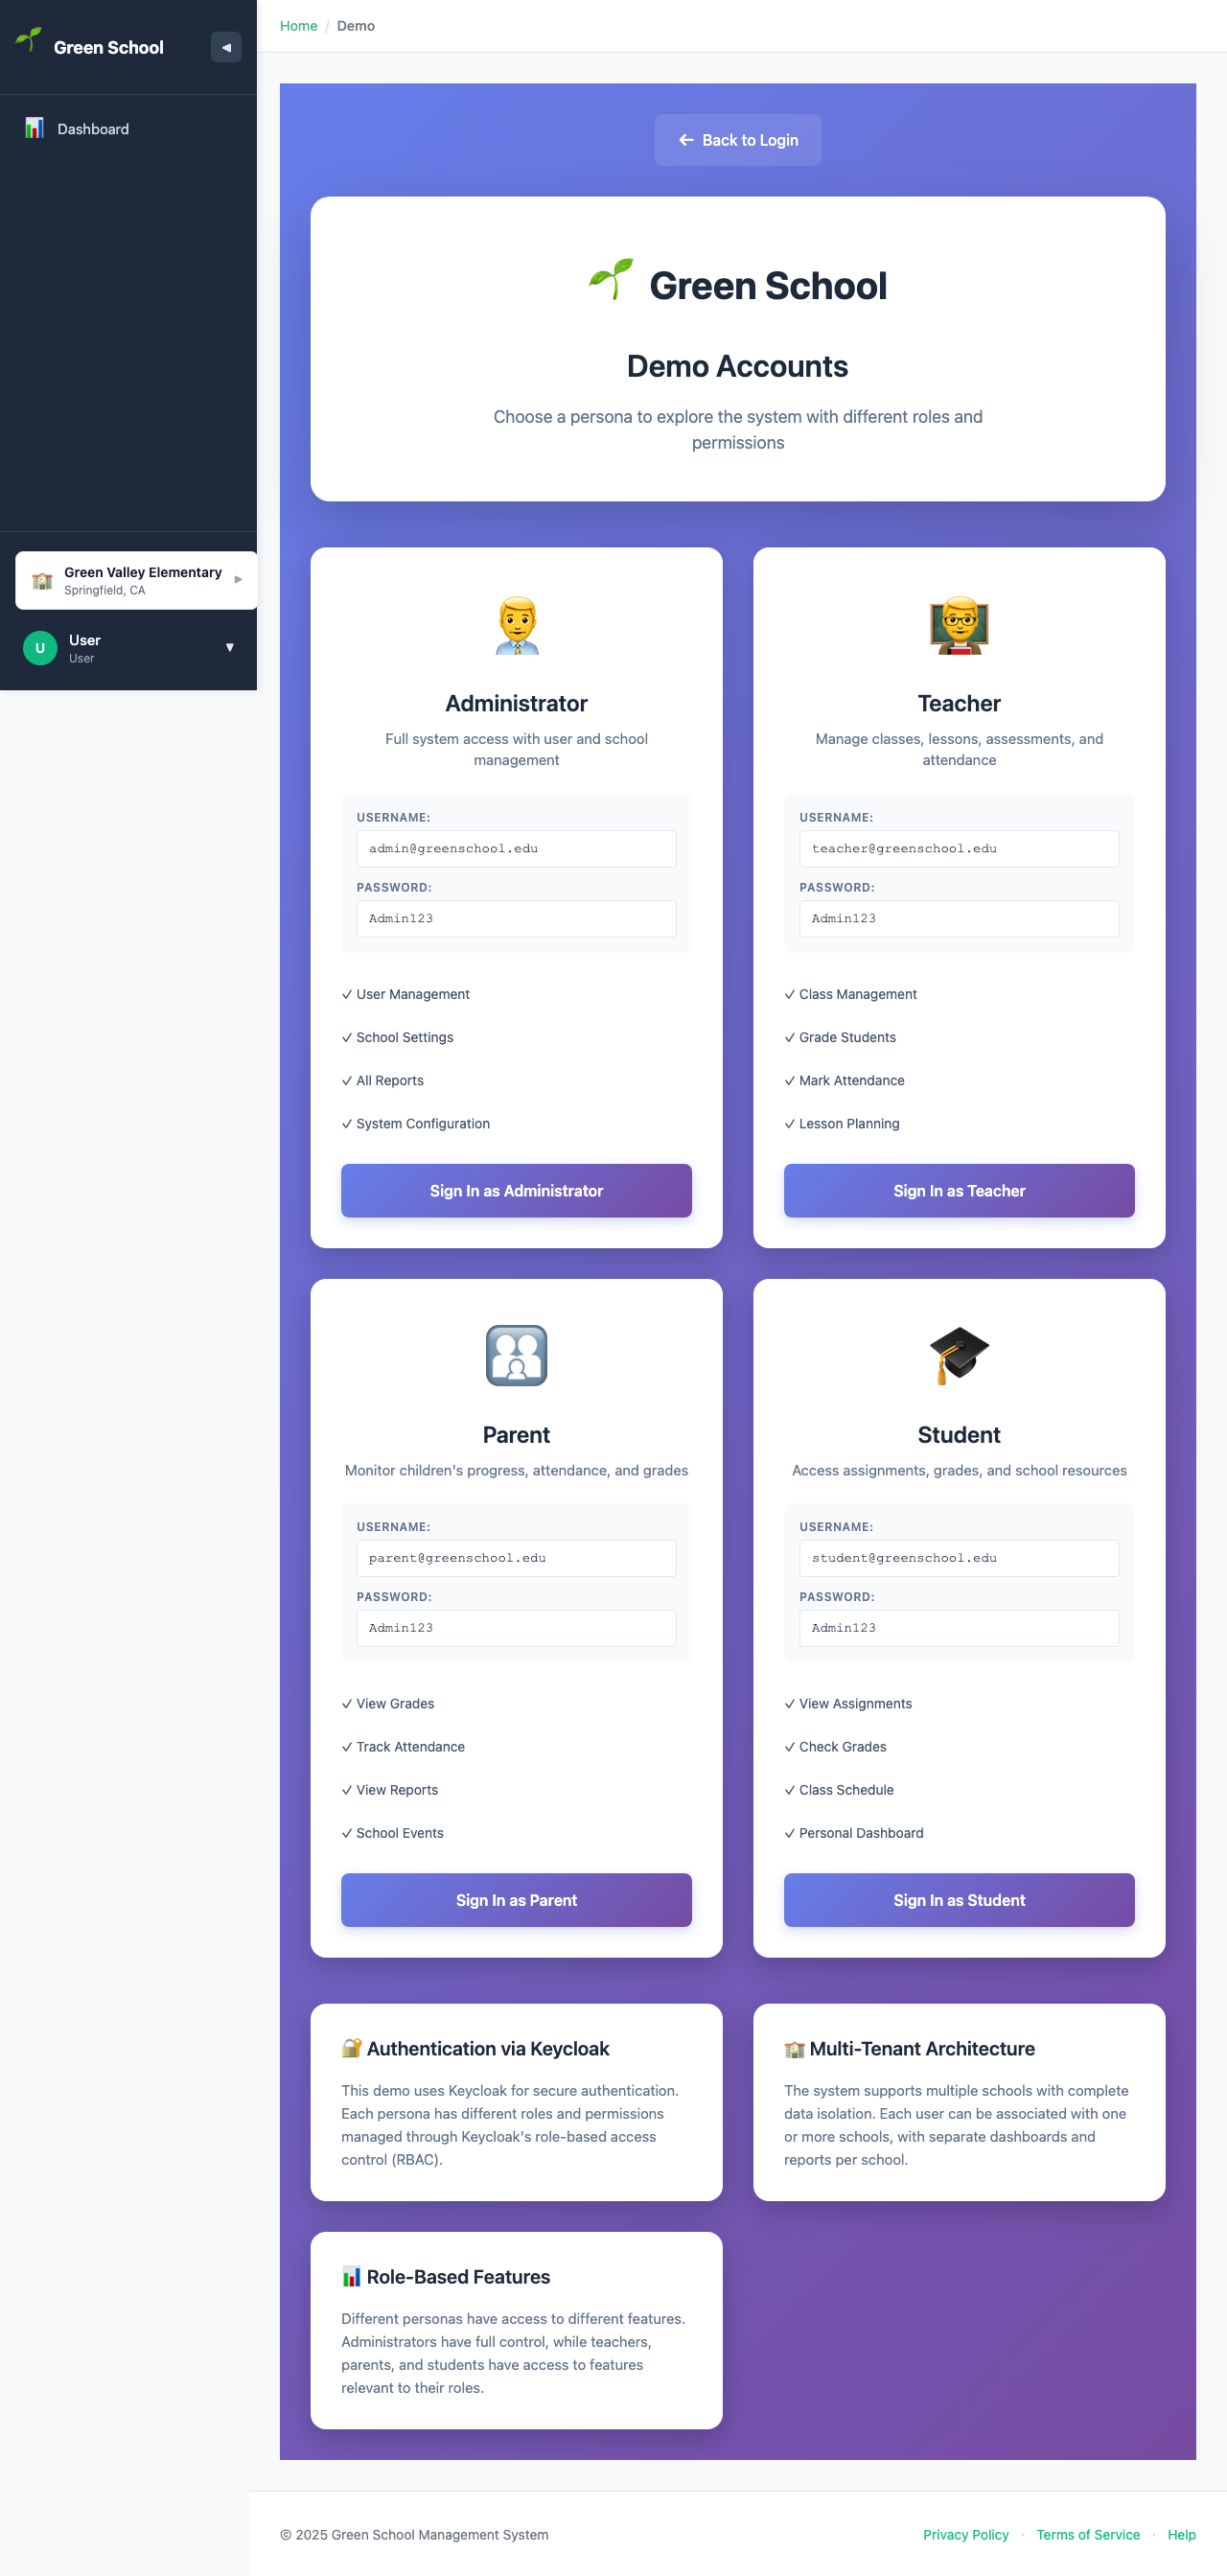 Green School
◀
Dashboard
Green Valley Elementary
Springfield, CA
▶
U
User
User
▼
Home / Demo
← Back to Login
Green School
Demo Accounts
Choose a persona to explore the system with different roles and
permissions
Administrator
Full system access with user and school
management
USERNAME:
admin@greenschool.edu
PASSWORD:
Admin123
✓ User Management
✓ School Settings
✓ All Reports
✓ System Configuration
Sign In as Administrator
Teacher
Manage classes, lessons, assessments, and
attendance
USERNAME:
teacher@greenschool.edu
PASSWORD:
Admin123
✓ Class Management
✓ Grade Students
✓ Mark Attendance
✓ Lesson Planning
Sign In as Teacher
Parent
Monitor children's progress, attendance, and grades
USERNAME:
parent@greenschool.edu
PASSWORD:
Admin123
✓ View Grades
✓ Track Attendance
✓ View Reports
✓ School Events
Sign In as Parent
Student
Access assignments, grades, and school resources
USERNAME:
student@greenschool.edu
PASSWORD:
Admin123
✓ View Assignments
✓ Check Grades
✓ Class Schedule
✓ Personal Dashboard
Sign In as Student
Authentication via Keycloak
This demo uses Keycloak for secure authentication.
Each persona has different roles and permissions
managed through Keycloak's role-based access
control (RBAC).
Multi-Tenant Architecture
The system supports multiple schools with complete
data isolation. Each user can be associated with one
or more schools, with separate dashboards and
reports per school.
Role-Based Features
Different personas have access to different features.
Administrators have full control, while teachers,
parents, and students have access to features
relevant to their roles.
© 2025 Green School Management System
Privacy Policy · Terms of Service · Help